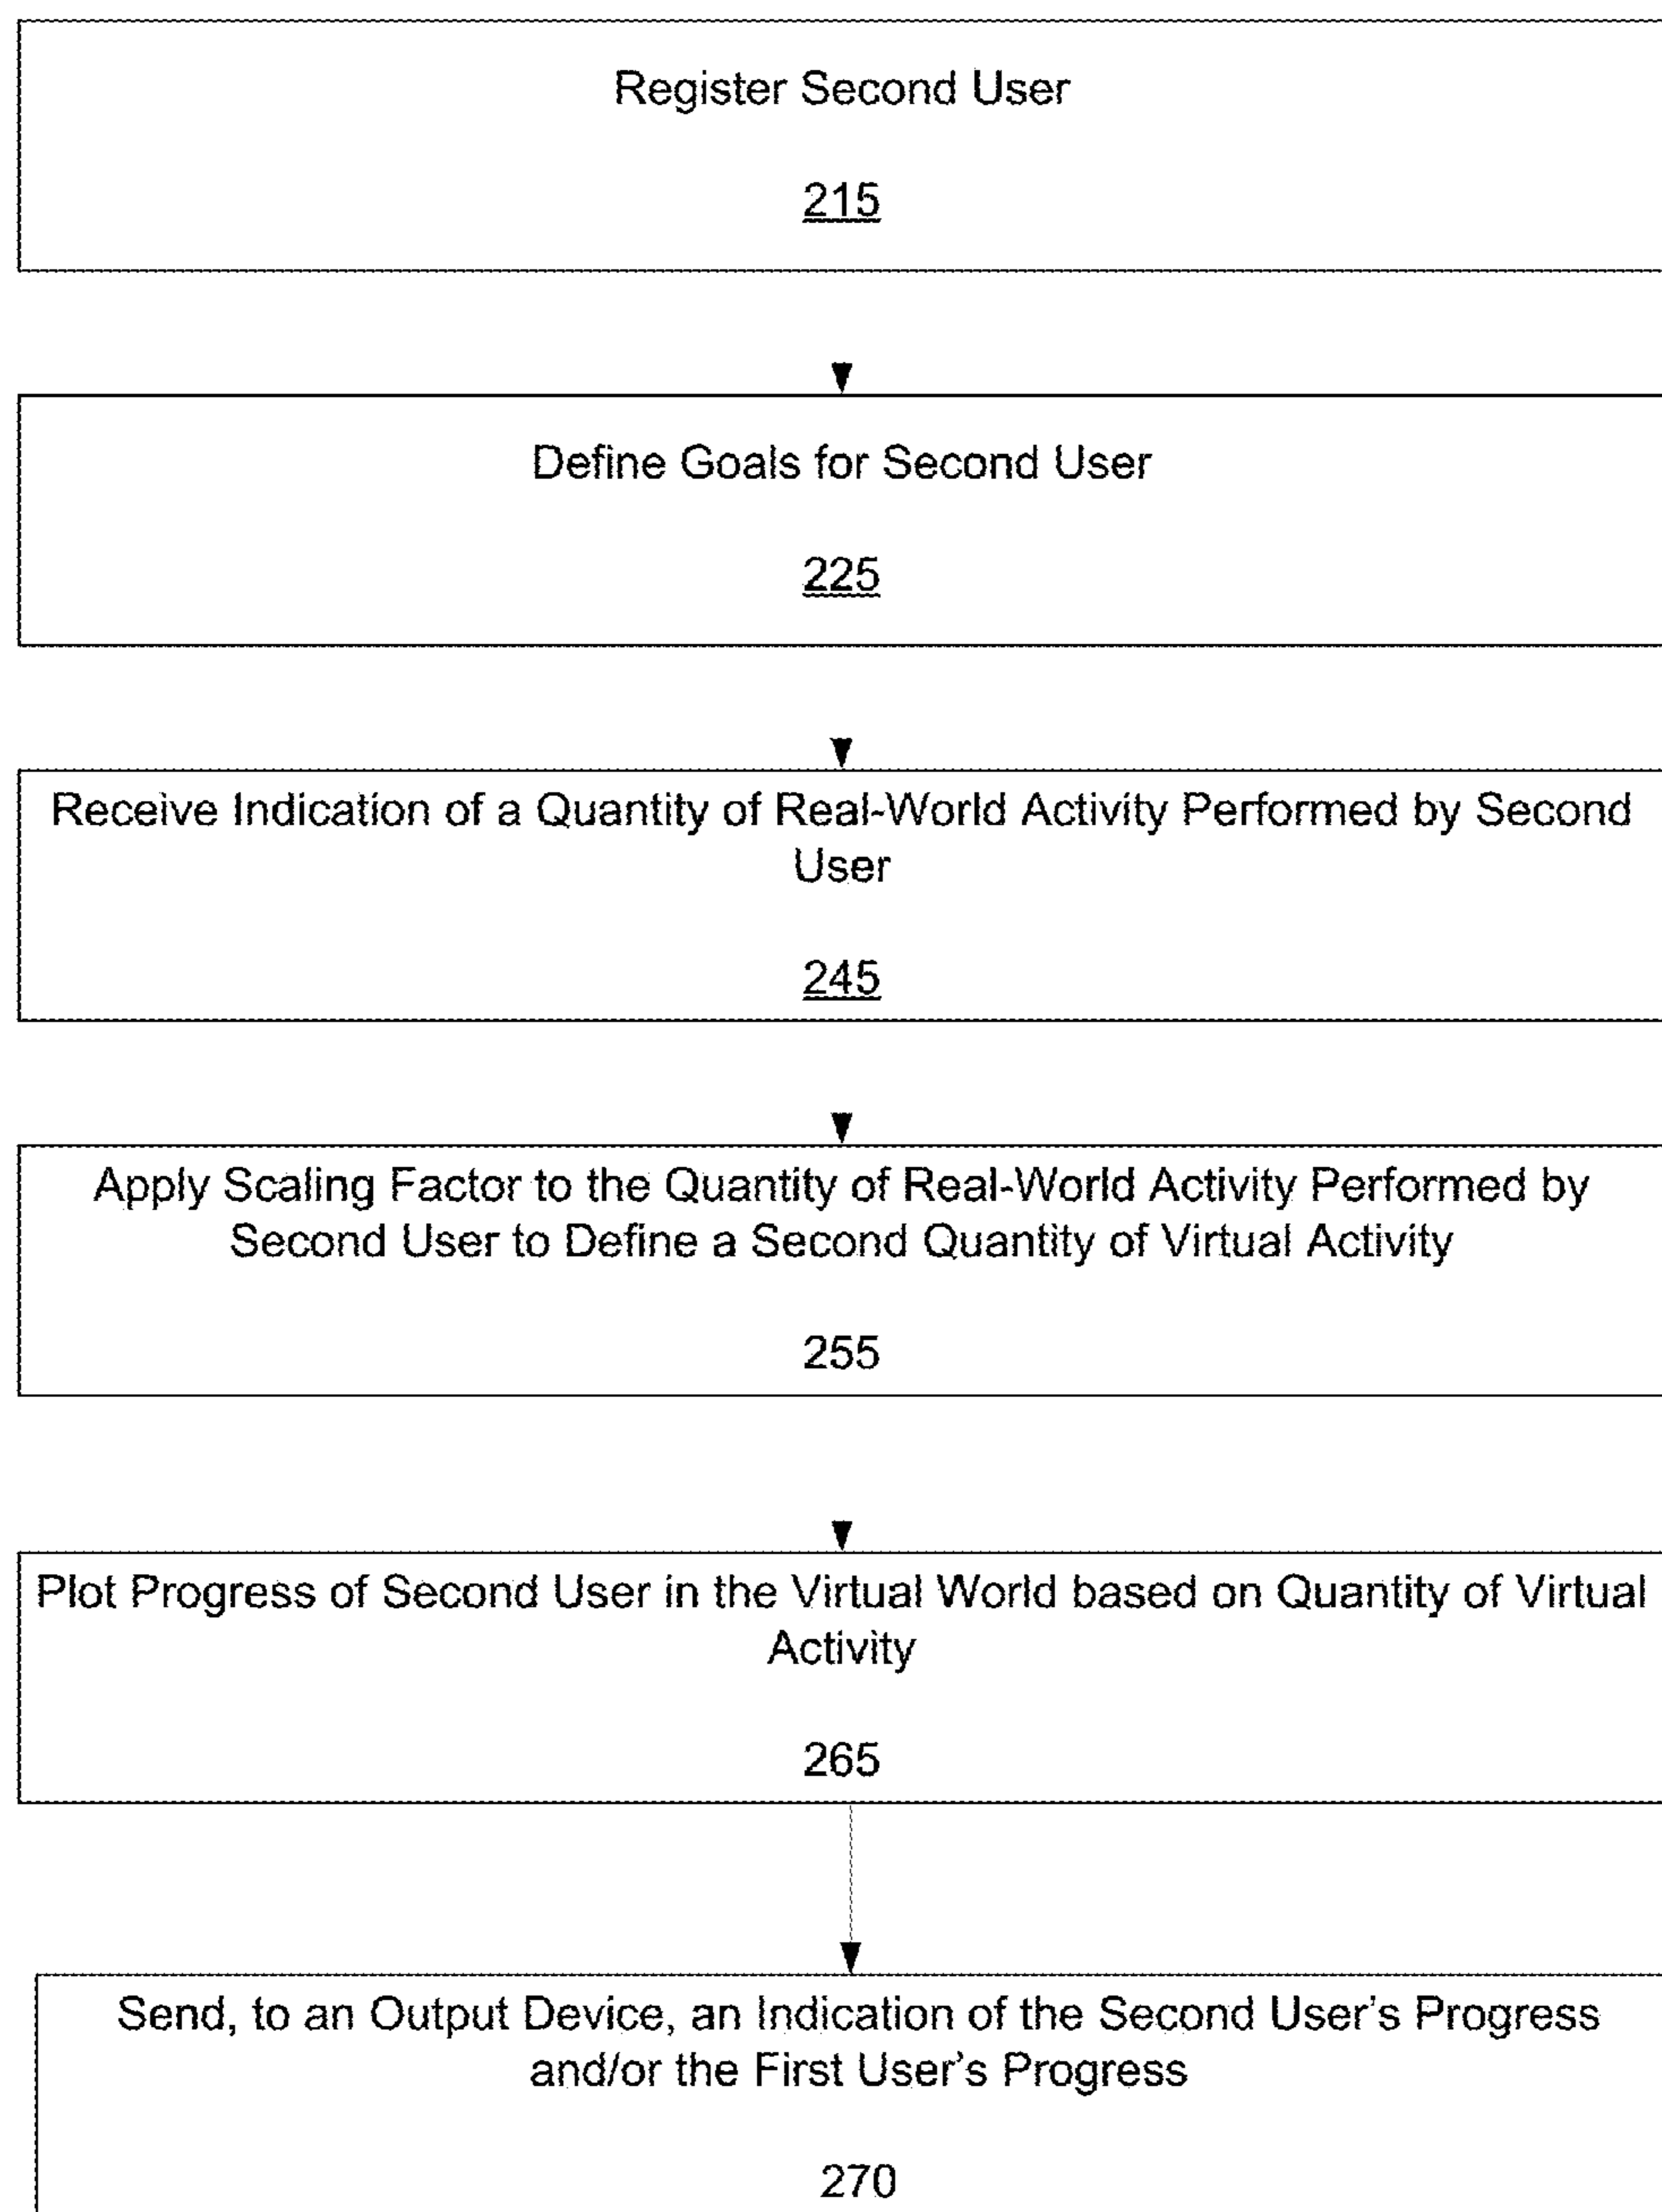 Register Second User
215
Define Goals for Second User
225
Receive Indication of a Quantity of Real-World Activity Performed by Second
User
245
Apply Scaling Factor to the Quantity of Real-World Activity Performed by
Second User to Define a Second Quantity of Virtual Activity
255
Plot Progress of Second User in the Virtual World based on Quantity of Virtual
Activity
265
Send, to an Output Device, an Indication of the Second User's Progress
and/or the First User's Progress
270